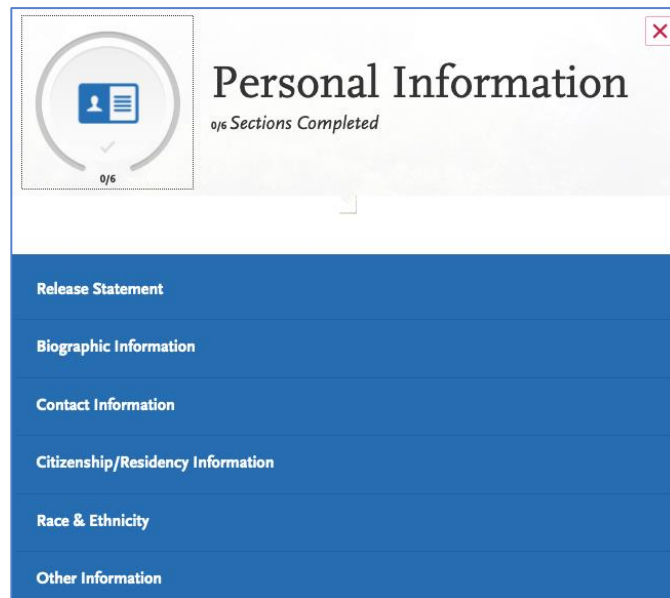 Personal Information
0/6 Sections Completed
0/6
Release Statement
Biographic Information
Contact Information
Citizenship/Residency Information
Race & Ethnicity
Other Information